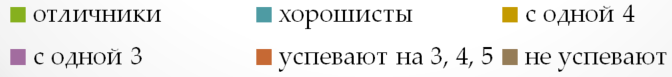 отличники хорошисты с одной 4
с одной 3 успевают на 3, 4, 5 не успевают